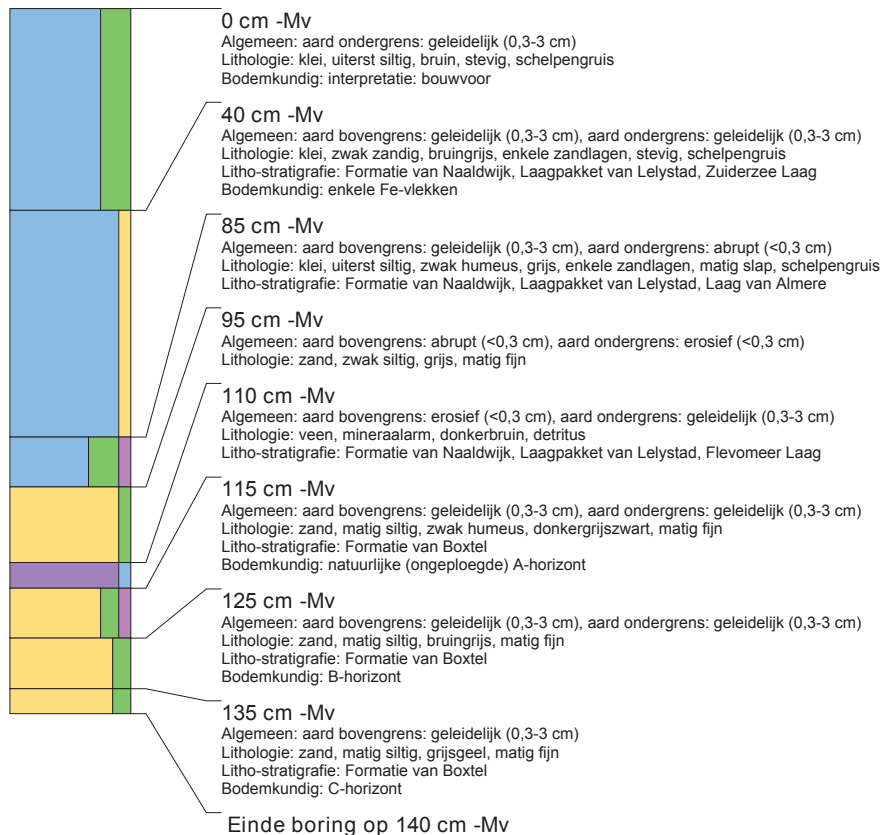 0 cm -Mv
Algemeen: aard ondergrens: geleidelijk (0,3-3 cm)
Lithologie: klei, uiterst siltig, bruin, stevig, schelpengruis
Bodemkundig: interpretatie: bouwvoor
40 cm -Mv
Algemeen: aard bovengrens: geleidelijk (0,3-3 cm), aard ondergrens: geleidelijk (0,3-3 cm)
Lithologie: klei, zwak zandig, bruingrijs, enkele zandlagen, stevig, schelpengruis
Litho-stratigrafie: Formatie van Naaldwijk, Laagpakket van Lelystad, Zuiderzee Laag
Bodemkundig: enkele Fe-vlekken
85 cm -Mv
Algemeen: aard bovengrens: geleidelijk (0,3-3 cm), aard ondergrens: abrupt (<0,3 cm)
Lithologie: klei, uiterst siltig, zwak humeus, grijs, enkele zandlagen, matig slap, schelpengruis
Litho-stratigrafie: Formatie van Naaldwijk, Laagpakket van Lelystad, Laag van Almere
95 cm -Mv
Algemeen: aard bovengrens: abrupt (<0,3 cm), aard ondergrens: erosief (<0,3 cm)
Lithologie: zand, zwak siltig, grijs, matig fijn
110 cm -Mv
Algemeen: aard bovengrens: erosief (<0,3 cm), aard ondergrens: geleidelijk (0,3-3 cm)
Lithologie: veen, mineraalarm, donkerbruin, detritus
Litho-stratigrafie: Formatie van Naaldwijk, Laagpakket van Lelystad, Flevomeer Laag
115 cm -Mv
Algemeen: aard bovengrens: geleidelijk (0,3-3 cm), aard ondergrens: geleidelijk (0,3-3 cm)
Lithologie: zand, matig siltig, zwak humeus, donkergrijszwart, matig fijn
Litho-stratigrafie: Formatie van Boxtel
Bodemkundig: natuurlijke (ongeploegde) A-horizont
125 cm -Mv
Algemeen: aard bovengrens: geleidelijk (0,3-3 cm), aard ondergrens: geleidelijk (0,3-3 cm)
Lithologie: zand, matig siltig, bruingrijs, matig fijn
Litho-stratigrafie: Formatie van Boxtel
Bodemkundig: B-horizont
135 cm -Mv
Algemeen: aard bovengrens: geleidelijk (0,3-3 cm)
Lithologie: zand, matig siltig, grijsgeel, matig fijn
Litho-stratigrafie: Formatie van Boxtel
Bodemkundig: C-horizont
Einde boring op 140 cm -Mv